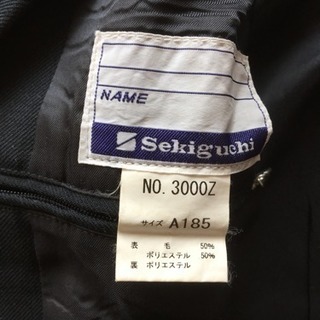 NAME
Sekiguchi
NO. 3000Z
サイズ A185
表 毛 50%
ポリエステル 50%
裏 ポリエステル